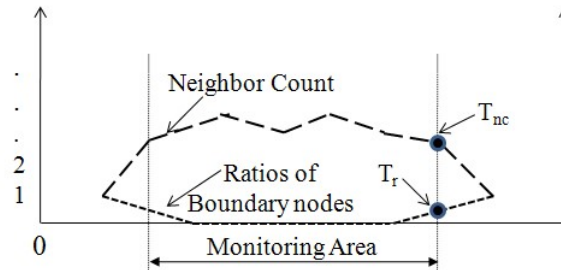 .
.
.
2
1
0
Neighbor Count
T_nc
Ratios of
Boundary nodes
T_r
Monitoring Area